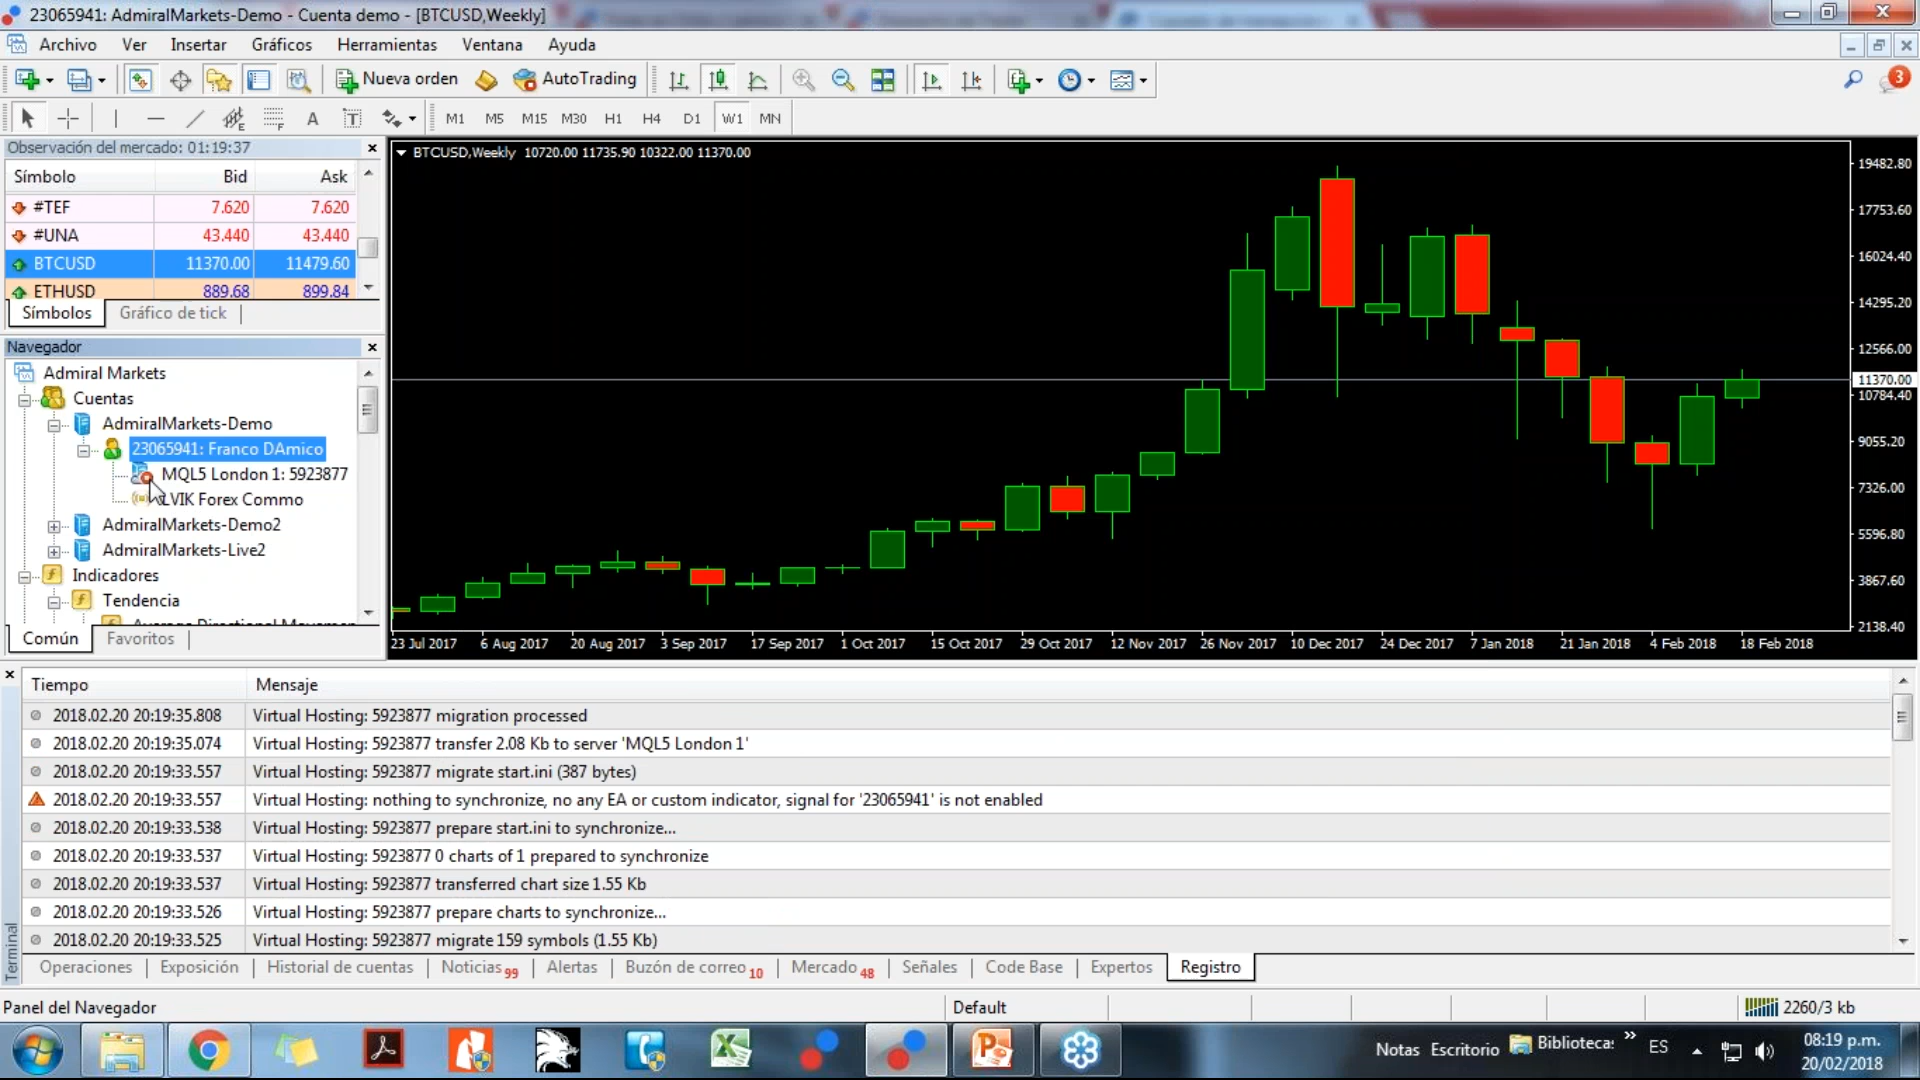 23065941: AdmiralMarkets-Demo - Cuenta demo - [BTCUSD,Weekly]
Archivo Ver Insertar Gráficos Herramientas Ventana Ayuda
Nueva orden AutoTrading 3
M1 M5 M15 M30 H1 H4 D1 W1 MN
Observación del mercado: 01:19:37
Símbolo Bid Ask
#TEF 7.620 7.620
#UNA 43.440 43.440
BTCUSD 11370.00 11479.60
ETHUSD 889.68 899.84
Símbolos Gráfico de tick
Navegador
Admiral Markets
Cuentas
AdmiralMarkets-Demo
23065941: Franco DAmico
MQL5 London 1: 5923877
LVIK Forex Commo
AdmiralMarkets-Demo2
AdmiralMarkets-Live2
Indicadores
Tendencia
Average Directional Movemen
Común Favoritos
BTCUSD,Weekly 10720.00 11735.90 10322.00 11370.00
19482.80
17753.60
16024.40
14295.20
12566.00
11370.00
10784.40
9055.20
7326.00
5596.80
3867.60
2138.40
23 Jul 2017 6 Aug 2017 20 Aug 2017 3 Sep 2017 17 Sep 2017 1 Oct 2017 15 Oct 2017 29 Oct 2017 12 Nov 2017 26 Nov 2017 10 Dec 2017 24 Dec 2017 7 Jan 2018 21 Jan 2018 4 Feb 2018 18 Feb 2018
Tiempo Mensaje
2018.02.20 20:19:35.808 Virtual Hosting: 5923877 migration processed
2018.02.20 20:19:35.074 Virtual Hosting: 5923877 transfer 2.08 Kb to server 'MQL5 London 1'
2018.02.20 20:19:33.557 Virtual Hosting: 5923877 migrate start.ini (387 bytes)
2018.02.20 20:19:33.557 Virtual Hosting: nothing to synchronize, no any EA or custom indicator, signal for '23065941' is not enabled
2018.02.20 20:19:33.538 Virtual Hosting: 5923877 prepare start.ini to synchronize...
2018.02.20 20:19:33.537 Virtual Hosting: 5923877 0 charts of 1 prepared to synchronize
2018.02.20 20:19:33.537 Virtual Hosting: 5923877 transferred chart size 1.55 Kb
2018.02.20 20:19:33.526 Virtual Hosting: 5923877 prepare charts to synchronize...
2018.02.20 20:19:33.525 Virtual Hosting: 5923877 migrate 159 symbols (1.55 Kb)
Terminal
Operaciones Exposición Historial de cuentas Noticias 99 Alertas Buzón de correo 10 Mercado 48 Señales Code Base Expertos Registro
Panel del Navegador Default 2260/3 kb
Notas Escritorio Bibliotecas » ES 08:19 p.m.
20/02/2018